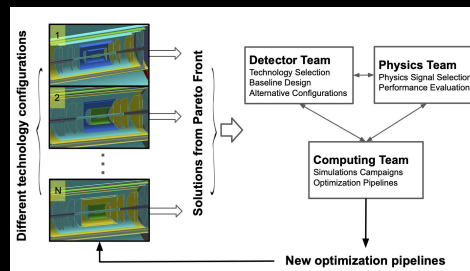 Different technology configurations
1
2
N
Solutions from Pareto Front
Detector Team
Technology Selection
Baseline Design
Alternative Configurations
Physics Team
Physics Signal Selection
Performance Evaluation
Computing Team
Simulations Campaigns
Optimization Pipelines
New optimization pipelines